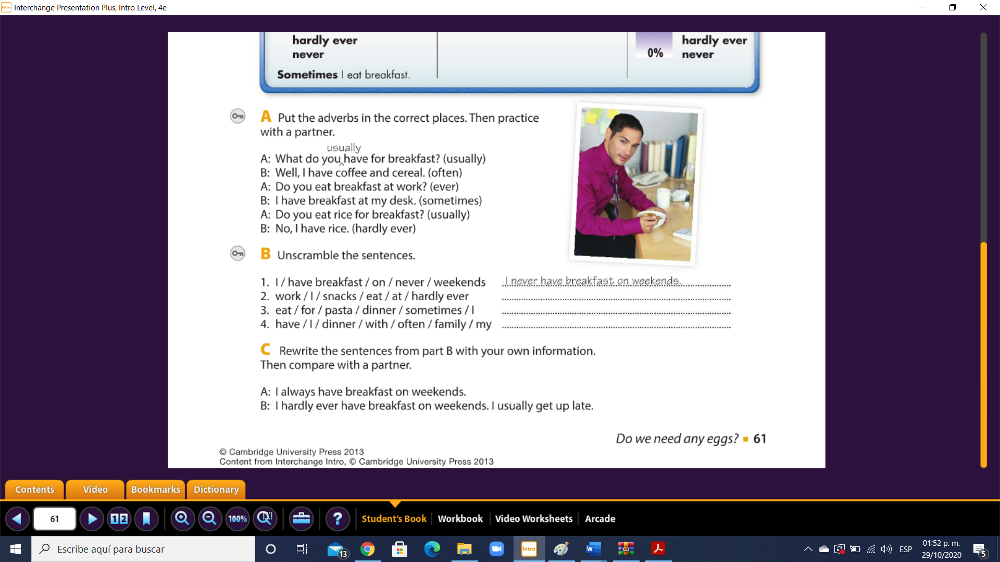 Intro Interchange Presentation Plus, Intro Level, 4e
hardly ever
never
Sometimes I eat breakfast.
0%
hardly ever
never
A Put the adverbs in the correct places. Then practice
with a partner.
usually
A: What do you ^ have for breakfast? (usually)
B: Well, I have coffee and cereal. (often)
A: Do you eat breakfast at work? (ever)
B: I have breakfast at my desk. (sometimes)
A: Do you eat rice for breakfast? (usually)
B: No, I have rice. (hardly ever)
B Unscramble the sentences.
1. I / have breakfast / on / never / weekends I never have breakfast on weekends.
2. work / I / snacks / eat / at / hardly ever
3. eat / for / pasta / dinner / sometimes / I
4. have / I / dinner / with / often / family / my
C Rewrite the sentences from part B with your own information.
Then compare with a partner.
A: I always have breakfast on weekends.
B: I hardly ever have breakfast on weekends. I usually get up late.
Do we need any eggs? ▪ 61
© Cambridge University Press 2013
Content from Interchange Intro, © Cambridge University Press 2013
Contents Video Bookmarks Dictionary
61 12 100% ? Student's Book Workbook Video Worksheets Arcade
Escribe aquí para buscar 13 Intro W ESP 01:52 p. m.
29/10/2020 5